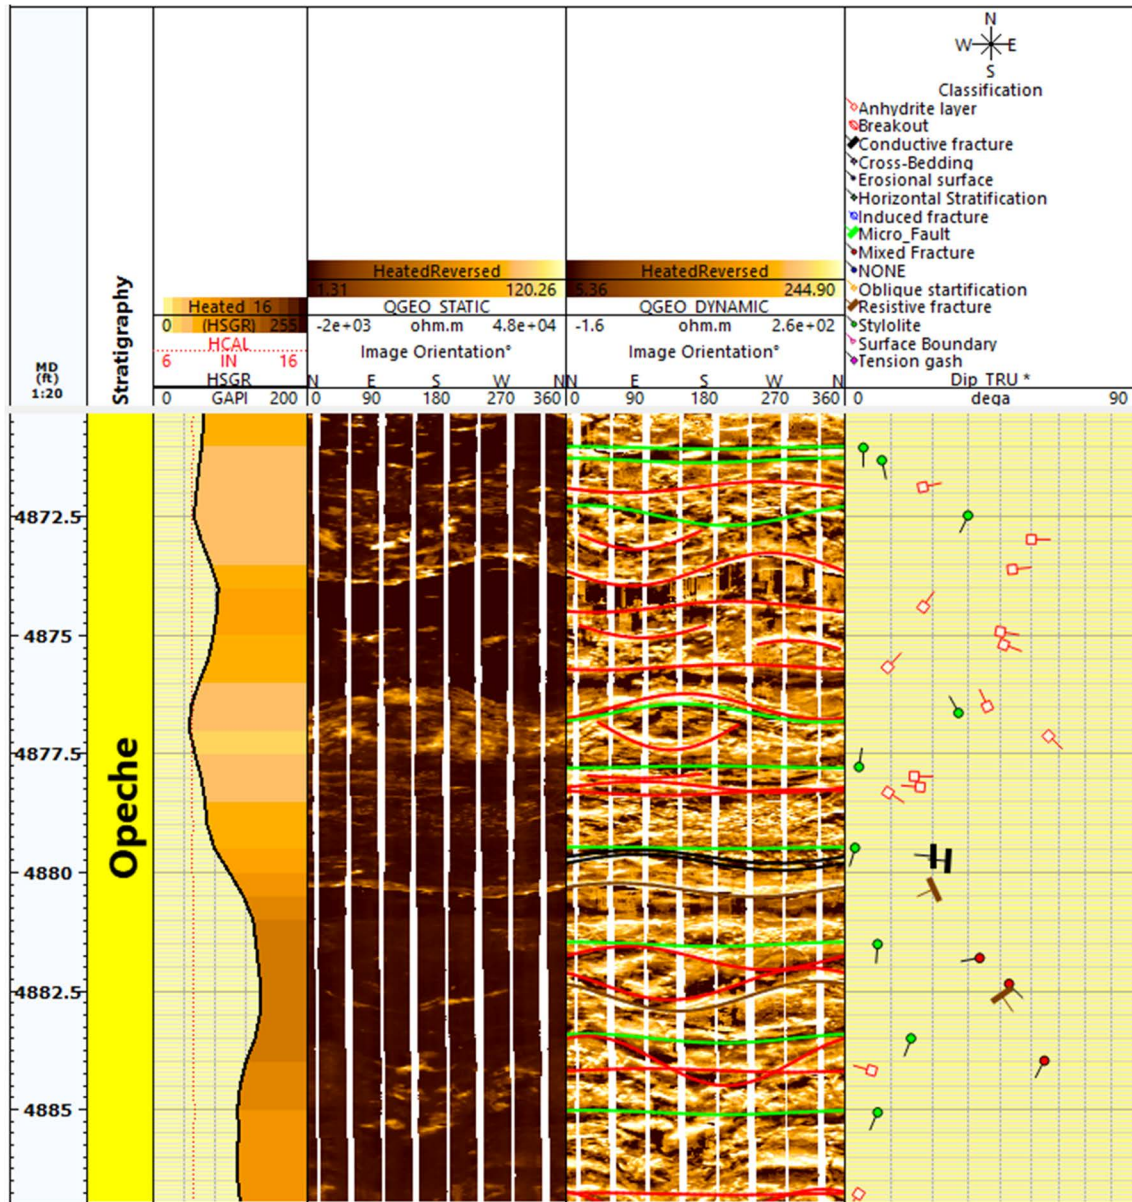 N
W E
S
Classification
Anhydrite layer
Breakout
Conductive fracture
Cross-Bedding
Erosional surface
Horizontal Stratification
Induced fracture
Micro_Fault
Mixed Fracture
NONE
Oblique startification
Resistive fracture
Stylolite
Surface Boundary
Tension gash
Dip_TRU *
0 dega 90
HeatedReversed
1.31 120.26
QGEO_STATIC
-2e+03 ohm.m 4.8e+04
Image Orientation°
N E S W N
0 90 180 270 360
HeatedReversed
5.36 244.90
QGEO_DYNAMIC
-1.6 ohm.m 2.6e+02
Image Orientation°
N E S W N
0 90 180 270 360
Heated_16
0 (HSGR) 255
HCAL
6 IN 16
HSGR
0 GAPI 200
Stratigraphy
MD
(ft)
1:20
4872.5
4875
4877.5
4880
4882.5
4885
Opeche